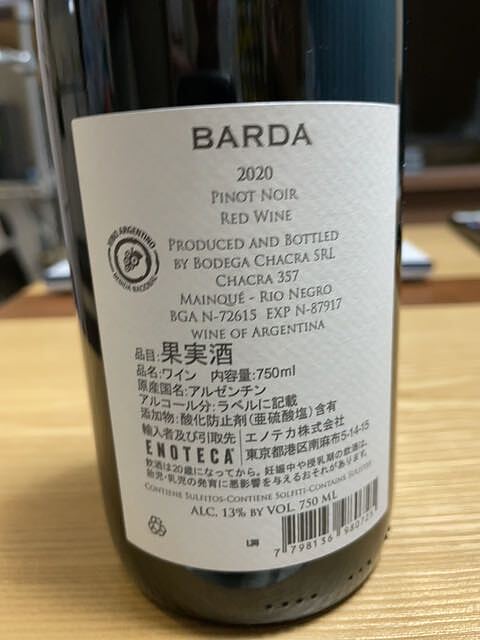 BARDA
2020
PINOT NOIR
RED WINE
PRODUCED AND BOTTLED
BY BODEGA CHACRA SRL
CHACRA 357
MAINQUÉ - RIO NEGRO
BGA N-72615 EXP N-87917
WINE OF ARGENTINA
VINO ARGENTINO
BEBIDA NACIONAL
品目:果実酒
品名:ワイン 内容量:750ml
原産国名:アルゼンチン
アルコール分:ラベルに記載
添加物:酸化防止剤(亜硫酸塩)含有
輸入者及び引取先 エノテカ株式会社
ENOTECA 東京都港区南麻布5-14-15
飲酒は20歳になってから。妊娠中や授乳期の飲酒は、
胎児・乳児の発育に悪影響を与えるおそれがあります。
CONTIENE SULFITOS-CONTIENE SOLFITI-CONTAINS SULFITES
ALC. 13% BY VOL. 750 ML
7 798136 980725